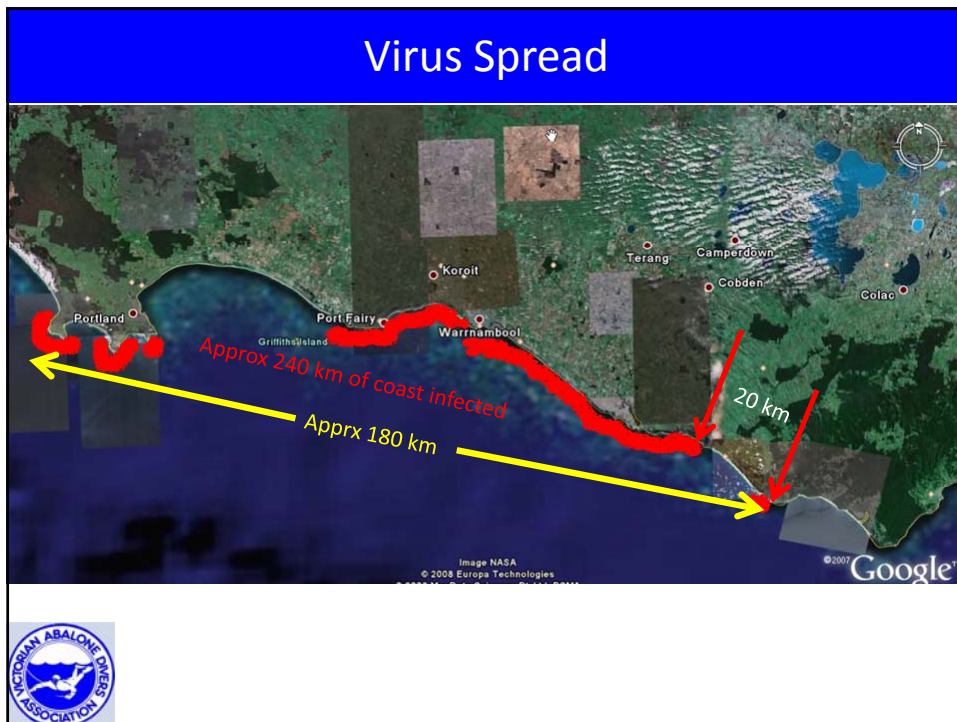 Virus Spread
N
Koroit
Terang
Camperdown
Cobden
Colac
Portland
Port Fairy
Griffiths Island
Warrnambool
Approx 240 km of coast infected
20 km
Apprx 180 km
Image NASA
© 2008 Europa Technologies
©2007 Google
VICTORIAN ABALONE DIVERS ASSOCIATION